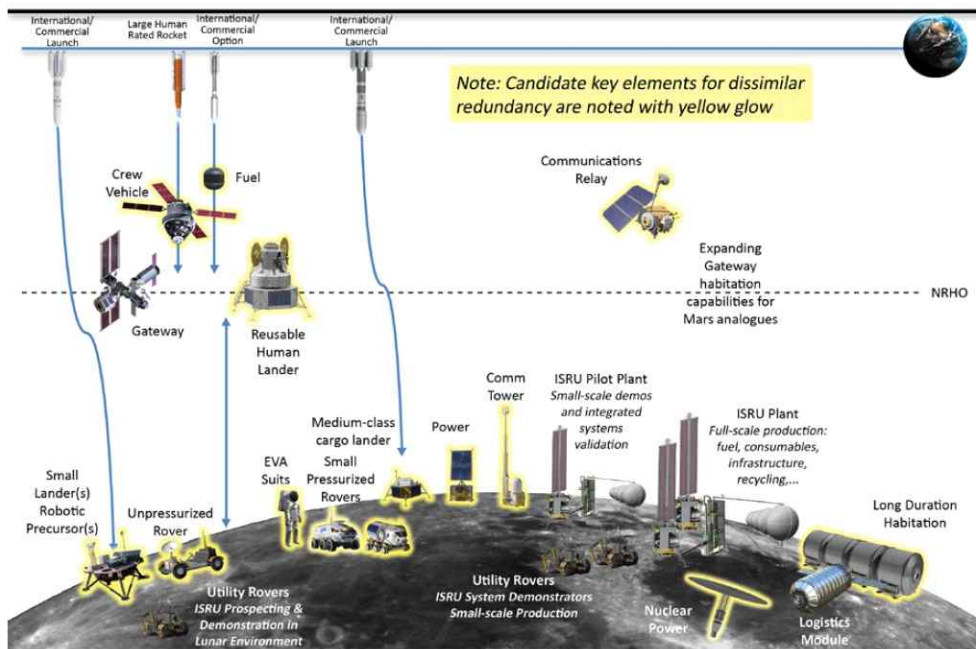 International/
Commercial
Launch
Large Human
Rated Rocket
International/
Commercial
Option
International/
Commercial
Launch
Note: Candidate key elements for dissimilar
redundancy are noted with yellow glow
Crew
Vehicle
Fuel
Communications
Relay
Expanding
Gateway
habitation
capabilities for
Mars analogues
NRHO
Gateway
Reusable
Human
Lander
Small
Lander(s)
Robotic
Precursor(s)
Unpressurized
Rover
EVA
Suits
Small
Pressurized
Rovers
Medium-class
cargo lander
Power
Comm
Tower
ISRU Pilot Plant
Small-scale demos
and integrated
systems
validation
ISRU Plant
Full-scale production:
fuel, consumables,
infrastructure,
recycling,...
Long Duration
Habitation
Utility Rovers
ISRU Prospecting &
Demonstration in
Lunar Environment
Utility Rovers
ISRU System Demonstrators
Small-scale Production
Nuclear
Power
Logistics
Module